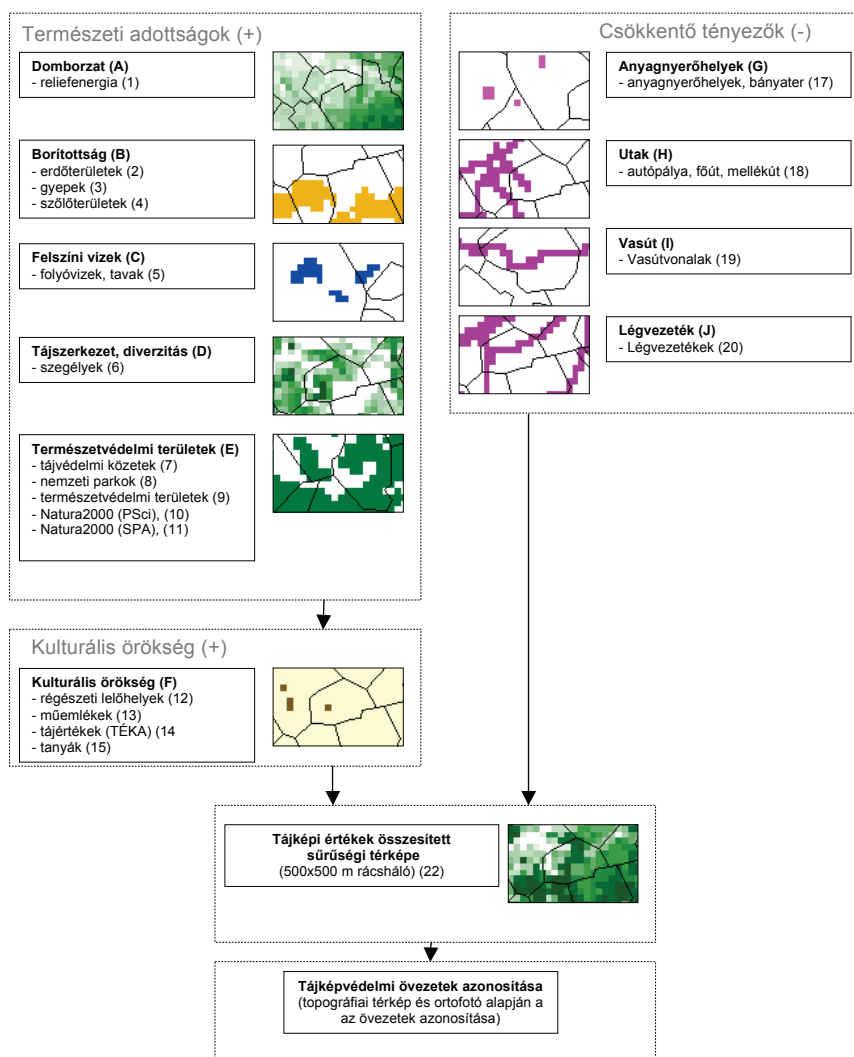 Természeti adottságok (+)
Domborzat (A)
- reliefenergia (1)
Borítottság (B)
- erdőterületek (2)
- gyepek (3)
- szőlőterületek (4)
Felszíni vizek (C)
- folyóvizek, tavak (5)
Tájszerkezet, diverzitás (D)
- szegélyek (6)
Természetvédelmi területek (E)
- tájvédelmi közetek (7)
- nemzeti parkok (8)
- természetvédelmi területek (9)
- Natura2000 (PSci), (10)
- Natura2000 (SPA), (11)
Csökkentő tényezők (-)
Anyagnyerőhelyek (G)
- anyagnyerőhelyek, bányater (17)
Utak (H)
- autópálya, főút, mellékút (18)
Vasút (I)
- Vasútvonalak (19)
Légvezeték (J)
- Légvezetékek (20)
Kulturális örökség (+)
Kulturális örökség (F)
- régészeti lelőhelyek (12)
- műemlékek (13)
- tájértékek (TÉKA) (14
- tanyák (15)
Tájképi értékek összesített
sűrűségi térképe
(500x500 m rácsháló) (22)
Tájképvédelmi övezetek azonosítása
(topográfiai térkép és ortofotó alapján a
az övezetek azonosítása)